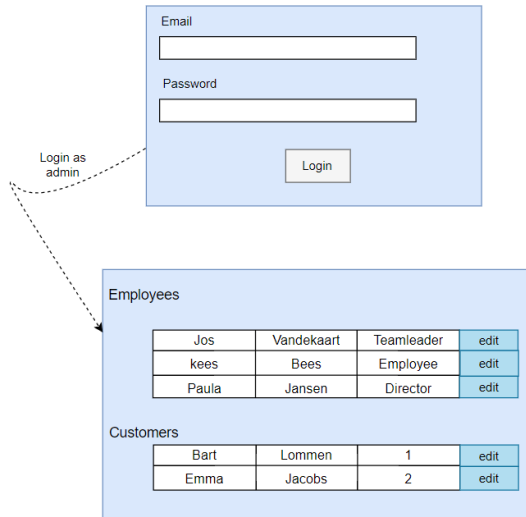 Email
Password
Login
Login as
admin
Employees
Jos Vandekaart Teamleader edit
kees Bees Employee edit
Paula Jansen Director edit
Customers
Bart Lommen 1 edit
Emma Jacobs 2 edit